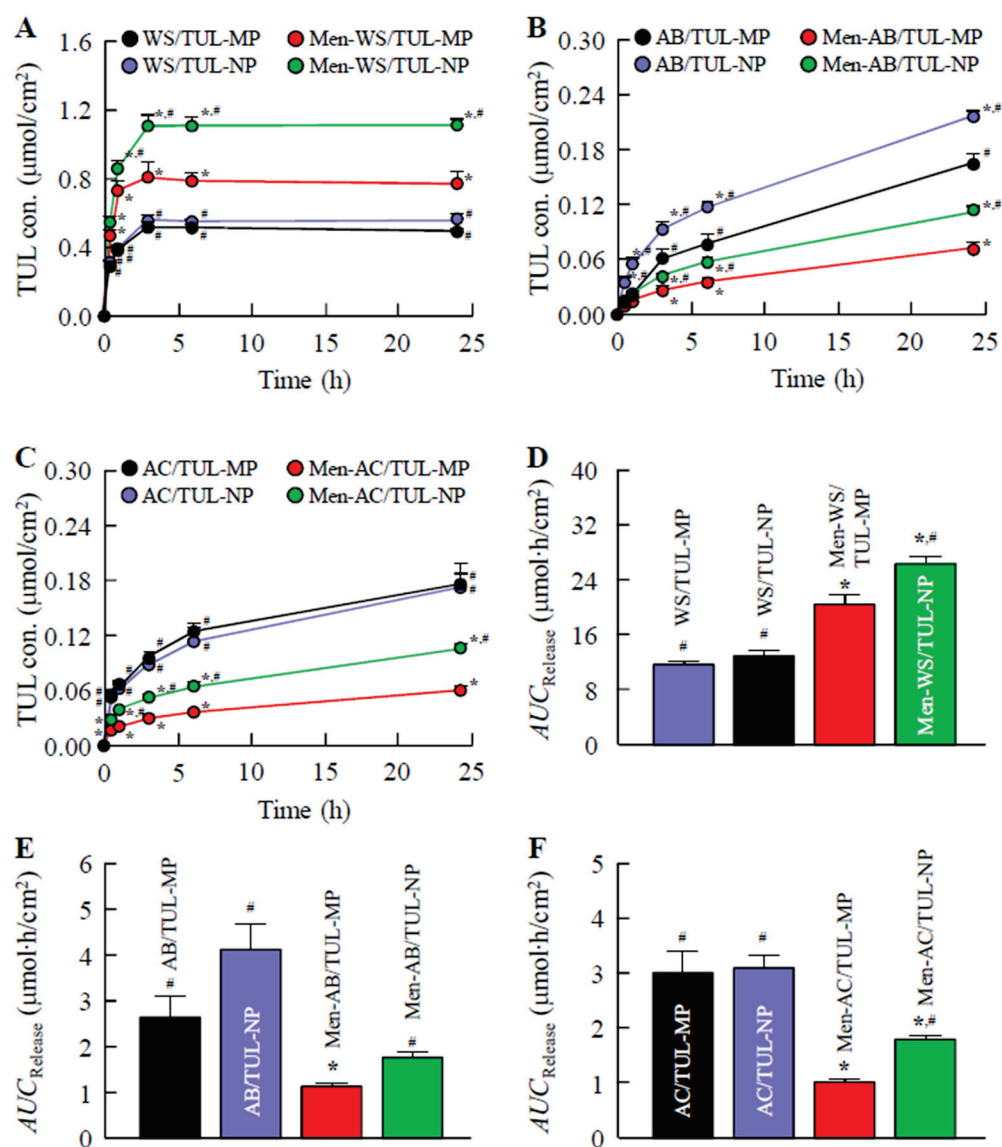 A
WS/TUL-MP Men-WS/TUL-MP
WS/TUL-NP Men-WS/TUL-NP
TUL con. (μmol/cm²)
1.6
1.2
0.8
0.4
0.0
*,# *,# *,#
*,#
* * *
*
*
# # #
# # #
#
#
#
0 5 10 15 20 25
Time (h)
B
AB/TUL-MP Men-AB/TUL-MP
AB/TUL-NP Men-AB/TUL-NP
TUL con. (μmol/cm²)
0.30
0.24
0.18
0.12
0.06
0.00
*,#
#
*,#
*,#
*,#
#
#
*,#
*,#
*,#
*,#
*
*
*
0 5 10 15 20 25
Time (h)
C
AC/TUL-MP Men-AC/TUL-MP
AC/TUL-NP Men-AC/TUL-NP
TUL con. (μmol/cm²)
0.30
0.24
0.18
0.12
0.06
0.00
#
#
#
#
#
#
#
#
#
#
*,#
*,#
*,#
*,#
*
*
*
*
*
*
0 5 10 15 20 25
Time (h)
D
AUCRelease (μmol·h/cm²)
40
32
24
16
8
0
WS/TUL-MP
#
WS/TUL-NP
#
Men-WS/
TUL-MP
*
*,#
Men-WS/TUL-NP
E
AUCRelease (μmol·h/cm²)
6
5
4
3
2
1
0
AB/TUL-MP
#
#
AB/TUL-NP
Men-AB/TUL-MP
*
Men-AB/TUL-NP
#
F
AUCRelease (μmol·h/cm²)
5
4
3
2
1
0
#
AC/TUL-MP
#
AC/TUL-NP
Men-AC/TUL-MP
*
Men-AC/TUL-NP
*,#